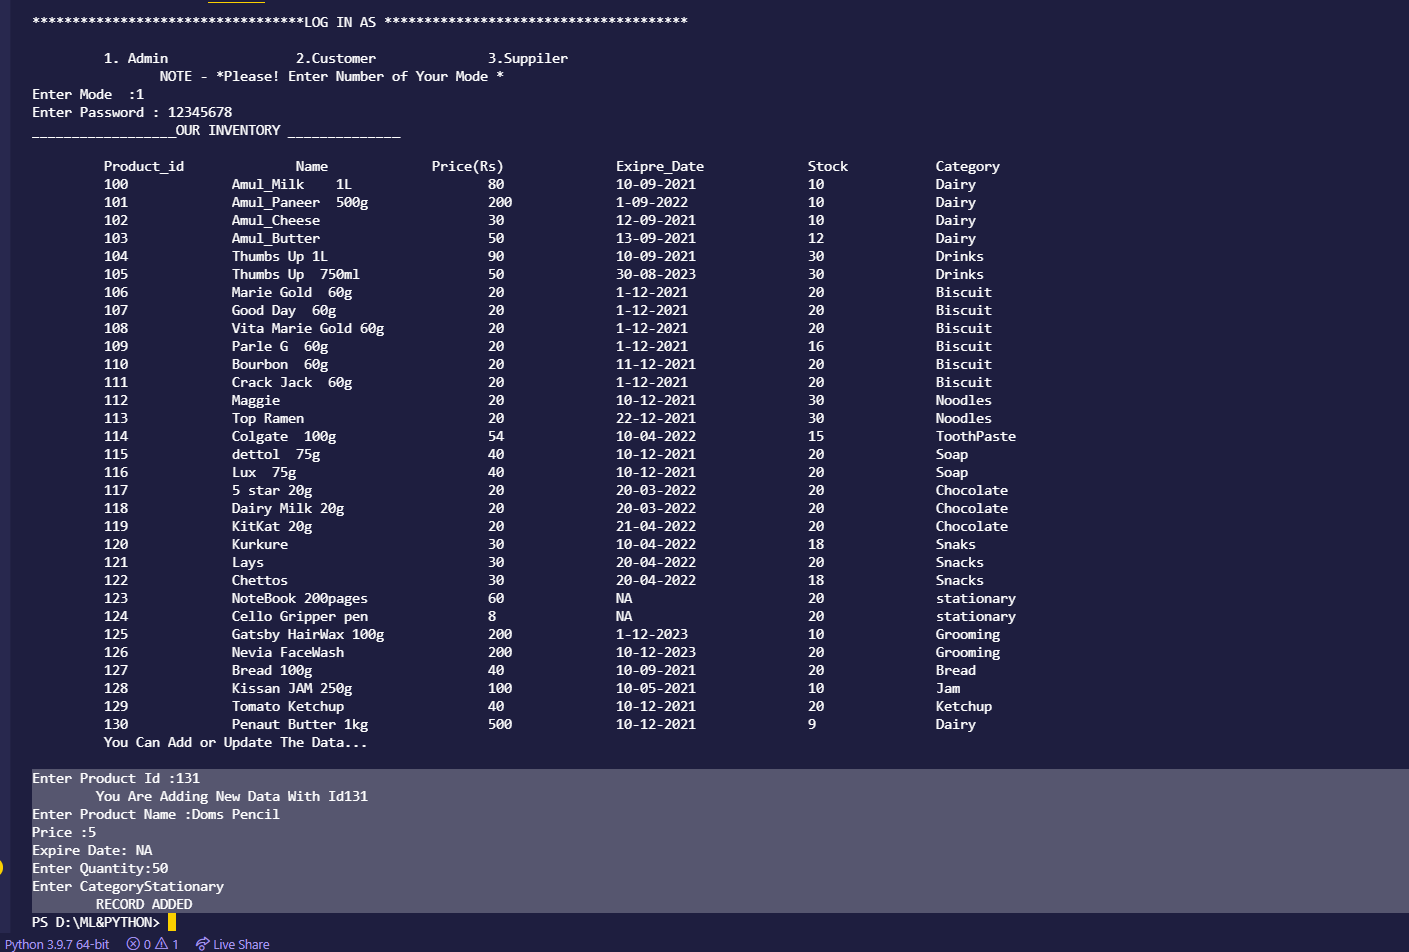 **********************************LOG IN AS **************************************
1. Admin 2.Customer 3.Suppiler
NOTE - *Please! Enter Number of Your Mode *
Enter Mode :1
Enter Password : 12345678
__________________OUR INVENTORY ______________
Product_id Name Price(Rs) Exipre_Date Stock Category
100 Amul_Milk 1L 80 10-09-2021 10 Dairy
101 Amul_Paneer 500g 200 1-09-2022 10 Dairy
102 Amul_Cheese 30 12-09-2021 10 Dairy
103 Amul_Butter 50 13-09-2021 12 Dairy
104 Thumbs Up 1L 90 10-09-2021 30 Drinks
105 Thumbs Up 750ml 50 30-08-2023 30 Drinks
106 Marie Gold 60g 20 1-12-2021 20 Biscuit
107 Good Day 60g 20 1-12-2021 20 Biscuit
108 Vita Marie Gold 60g 20 1-12-2021 20 Biscuit
109 Parle G 60g 20 1-12-2021 16 Biscuit
110 Bourbon 60g 20 11-12-2021 20 Biscuit
111 Crack Jack 60g 20 1-12-2021 20 Biscuit
112 Maggie 20 10-12-2021 30 Noodles
113 Top Ramen 20 22-12-2021 30 Noodles
114 Colgate 100g 54 10-04-2022 15 ToothPaste
115 dettol 75g 40 10-12-2021 20 Soap
116 Lux 75g 40 10-12-2021 20 Soap
117 5 star 20g 20 20-03-2022 20 Chocolate
118 Dairy Milk 20g 20 20-03-2022 20 Chocolate
119 KitKat 20g 20 21-04-2022 20 Chocolate
120 Kurkure 30 10-04-2022 18 Snaks
121 Lays 30 20-04-2022 20 Snacks
122 Chettos 30 20-04-2022 18 Snacks
123 NoteBook 200pages 60 NA 20 stationary
124 Cello Gripper pen 8 NA 20 stationary
125 Gatsby HairWax 100g 200 1-12-2023 10 Grooming
126 Nevia FaceWash 200 10-12-2023 20 Grooming
127 Bread 100g 40 10-09-2021 20 Bread
128 Kissan JAM 250g 100 10-05-2021 10 Jam
129 Tomato Ketchup 40 10-12-2021 20 Ketchup
130 Penaut Butter 1kg 500 10-12-2021 9 Dairy
You Can Add or Update The Data...
Enter Product Id :131
You Are Adding New Data With Id131
Enter Product Name :Doms Pencil
Price :5
Expire Date: NA
Enter Quantity:50
Enter CategoryStationary
RECORD ADDED
PS D:\ML&PYTHON>
Python 3.9.7 64-bit 0 1 Live Share